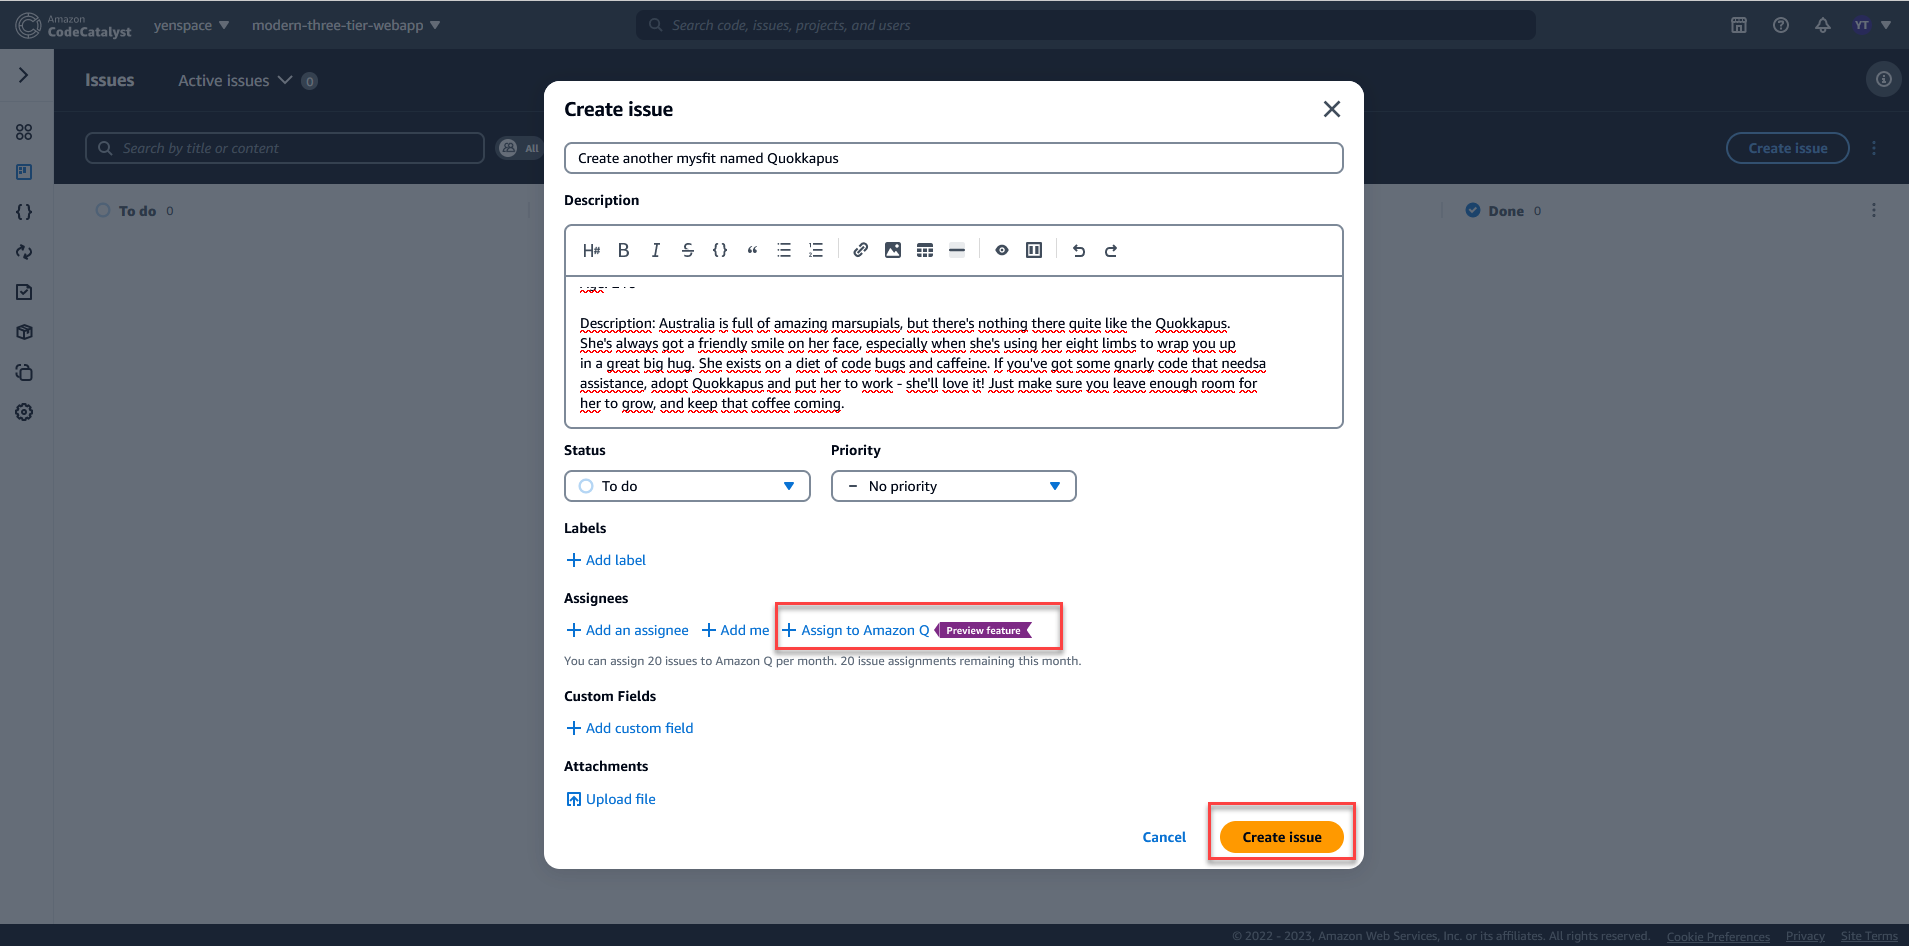 Amazon
CodeCatalyst
yenspace
modern-three-tier-webapp
Search code, issues, projects, and users
YT
Issues
Active issues
0
Search by title or content
All
Create issue
To do 0
Done 0
Create issue
Create another mysfit named Quokkapus
Description
H#
B
I
S
Description: Australia is full of amazing marsupials, but there's nothing there quite like the Quokkapus.
She's always got a friendly smile on her face, especially when she's using her eight limbs to wrap you up
in a great big hug. She exists on a diet of code bugs and caffeine. If you've got some gnarly code that needsa
assistance, adopt Quokkapus and put her to work - she'll love it! Just make sure you leave enough room for
her to grow, and keep that coffee coming.
Status
Priority
To do
No priority
Labels
Add label
Assignees
Add an assignee
Add me
Assign to Amazon Q
Preview feature
You can assign 20 issues to Amazon Q per month. 20 issue assignments remaining this month.
Custom Fields
Add custom field
Attachments
Upload file
Cancel
Create issue
© 2022 - 2023, Amazon Web Services, Inc. or its affiliates. All rights reserved.
Cookie Preferences
Privacy
Site Terms